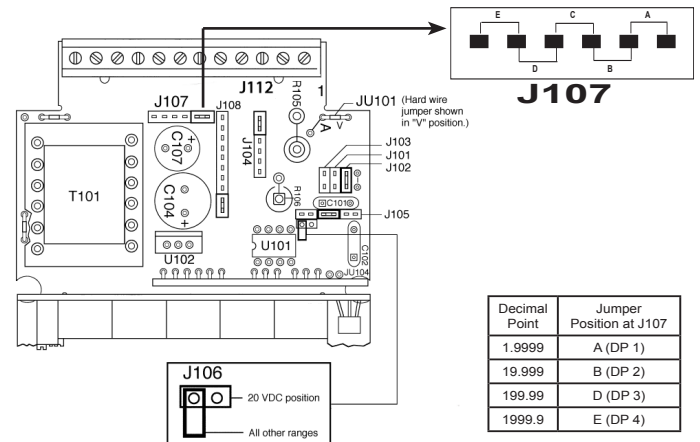 E C A
D B
J107
J112 1
J107
J108
R105
JU101 (Hard wire
jumper shown
in "V" position.)
A V
C107 +
J104
J103
J101
J102
T101
C104 +
R106
C101
J105
U101
U102
C102
JU104
J106
20 VDC position
All other ranges
Decimal Point Jumper Position at J107
1.9999 A (DP 1)
19.999 B (DP 2)
199.99 D (DP 3)
1999.9 E (DP 4)